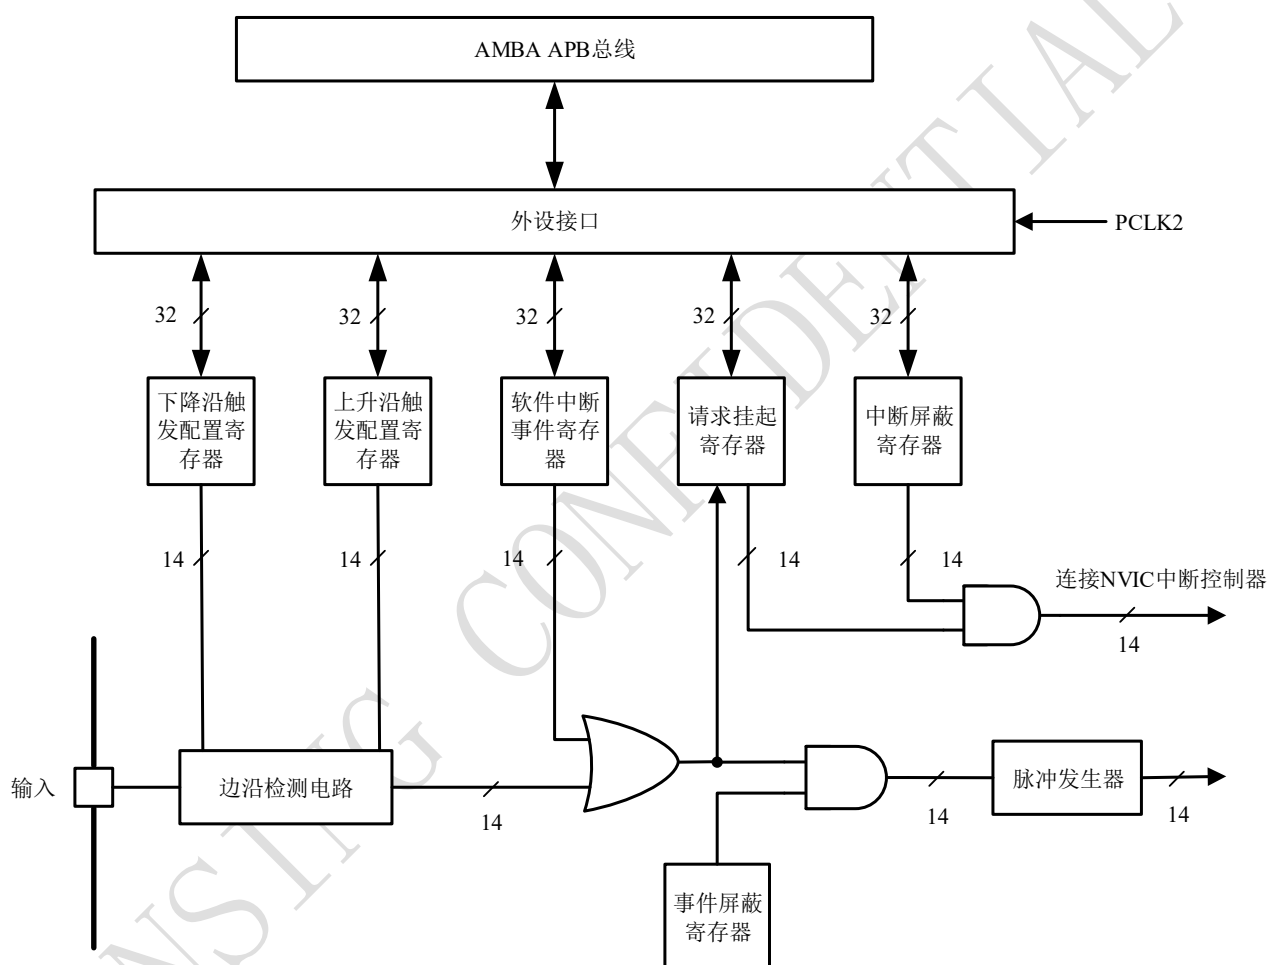 AMBA APB总线
外设接口
PCLK2
32
32
32
32
32
下降沿触
发配置寄
存器
上升沿触
发配置寄
存器
软件中断
事件寄存
器
请求挂起
寄存器
中断屏蔽
寄存器
14
14
14
14
14
连接NVIC中断控制器
14
输入
边沿检测电路
14
14
脉冲发生器
14
事件屏蔽
寄存器
NSING CONFIDENTIAL